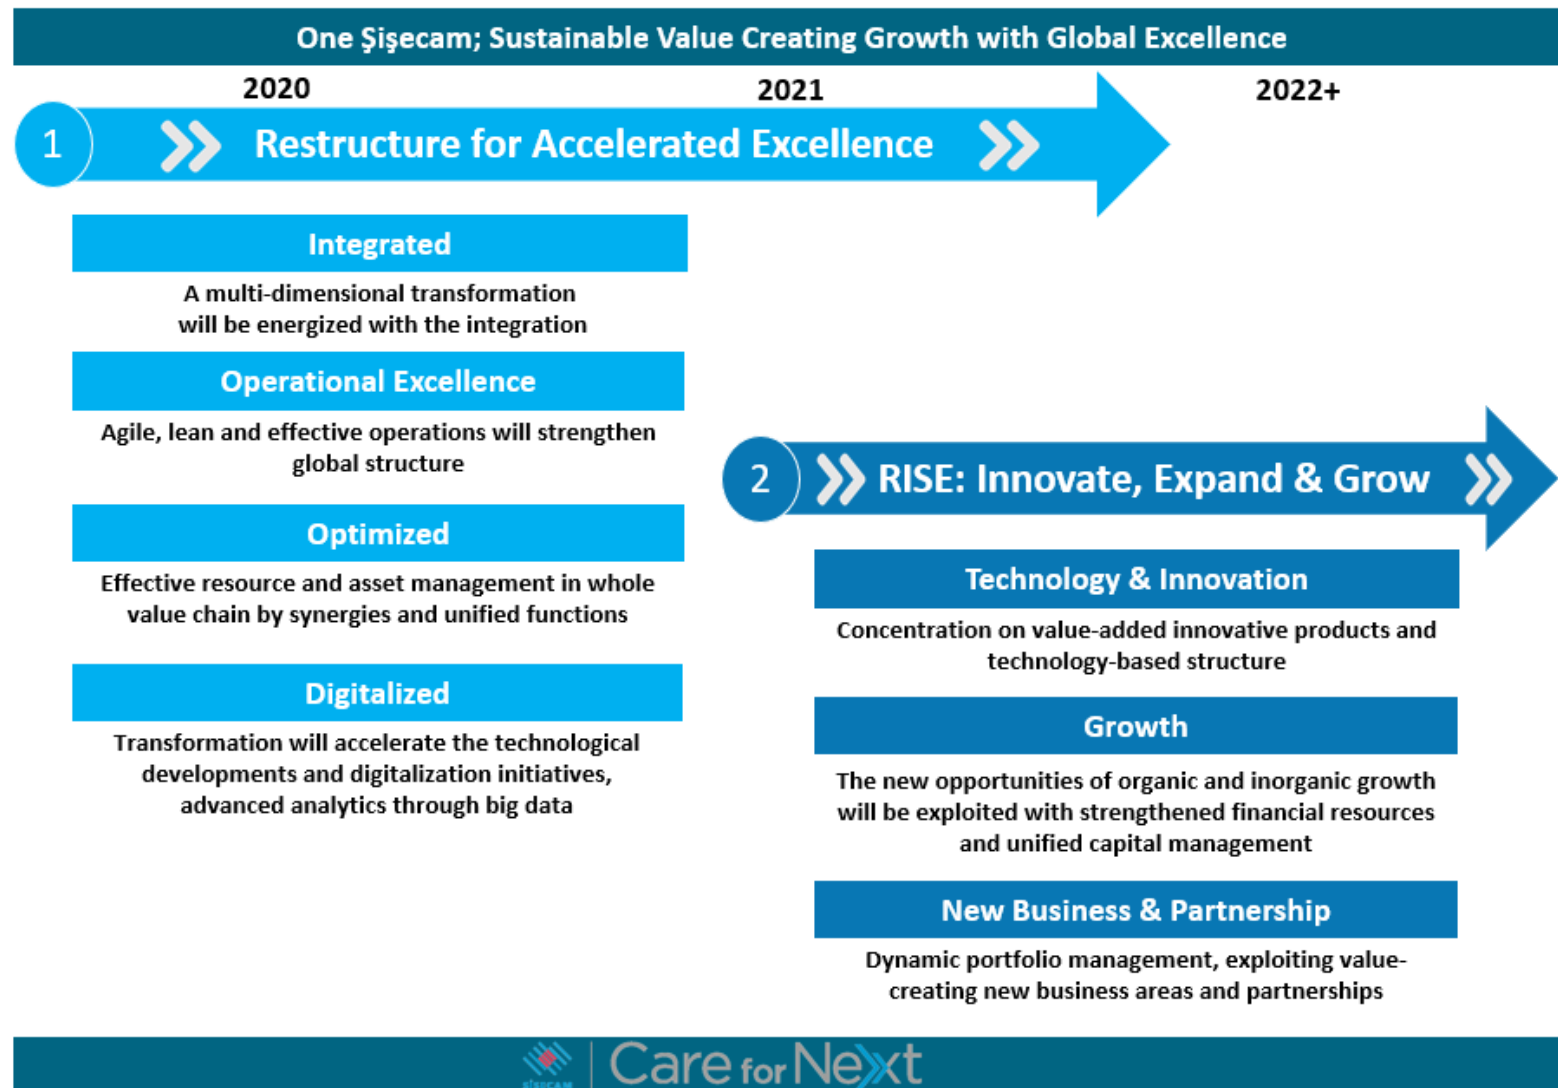 One Şişecam; Sustainable Value Creating Growth with Global Excellence
2020
2021
2022+
1
Restructure for Accelerated Excellence
Integrated
A multi-dimensional transformation
will be energized with the integration
Operational Excellence
Agile, lean and effective operations will strengthen
global structure
Optimized
Effective resource and asset management in whole
value chain by synergies and unified functions
Digitalized
Transformation will accelerate the technological
developments and digitalization initiatives,
advanced analytics through big data
2
RISE: Innovate, Expand & Grow
Technology & Innovation
Concentration on value-added innovative products and
technology-based structure
Growth
The new opportunities of organic and inorganic growth
will be exploited with strengthened financial resources
and unified capital management
New Business & Partnership
Dynamic portfolio management, exploiting value-
creating new business areas and partnerships
ŞİŞECAM
Care for Next